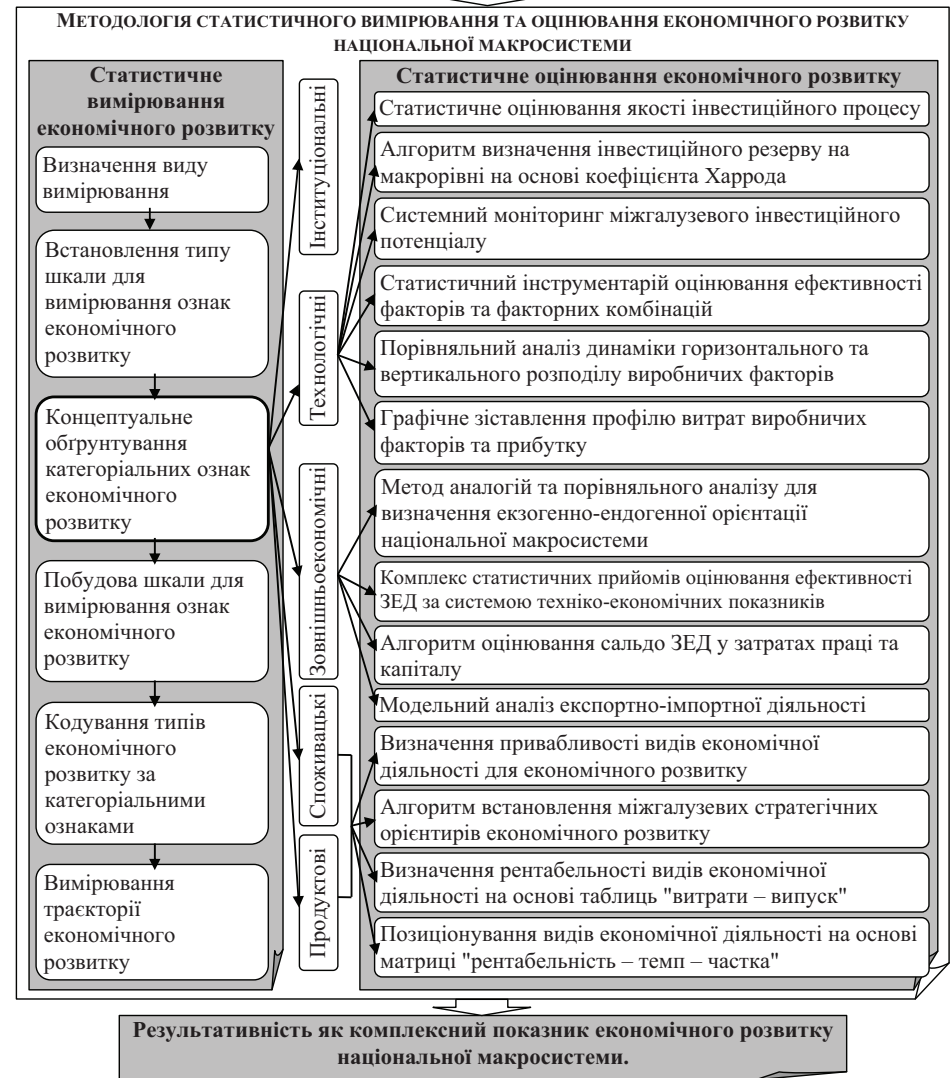 МЕТОДОЛОГІЯ СТАТИСТИЧНОГО ВИМІРЮВАННЯ ТА ОЦІНЮВАННЯ ЕКОНОМІЧНОГО РОЗВИТКУ
НАЦІОНАЛЬНОЇ МАКРОСИСТЕМИ
Статистичне
вимірювання
економічного розвитку
Визначення виду
вимірювання
Встановлення типу
шкали для
вимірювання ознак
економічного
розвитку
Концептуальне
обґрунтування
категоріальних ознак
економічного
розвитку
Побудова шкали для
вимірювання ознак
економічного
розвитку
Кодування типів
економічного
розвитку за
категоріальними
ознаками
Вимірювання
траєкторії
економічного
розвитку
Інституціональні
Технологічні
Зовнішньоекономічні
Споживацькі
Продуктові
Статистичне оцінювання економічного розвитку
Статистичне оцінювання якості інвестиційного процесу
Алгоритм визначення інвестиційного резерву на
макрорівні на основі коефіцієнта Харрода
Системний моніторинг міжгалузевого інвестиційного
потенціалу
Статистичний інструментарій оцінювання ефективності
факторів та факторних комбінацій
Порівняльний аналіз динаміки горизонтального та
вертикального розподілу виробничих факторів
Графічне зіставлення профілю витрат виробничих
факторів та прибутку
Метод аналогій та порівняльного аналізу для
визначення екзогенно-ендогенної орієнтації
національної макросистеми
Комплекс статистичних прийомів оцінювання ефективності
ЗЕД за системою техніко-економічних показників
Алгоритм оцінювання сальдо ЗЕД у затратах праці та
капіталу
Модельний аналіз експортно-імпортної діяльності
Визначення привабливості видів економічної
діяльності для економічного розвитку
Алгоритм встановлення міжгалузевих стратегічних
орієнтирів економічного розвитку
Визначення рентабельності видів економічної
діяльності на основі таблиць "витрати – випуск"
Позиціонування видів економічної діяльності на основі
матриці "рентабельність – темп – частка"
Результативність як комплексний показник економічного розвитку
національної макросистеми.